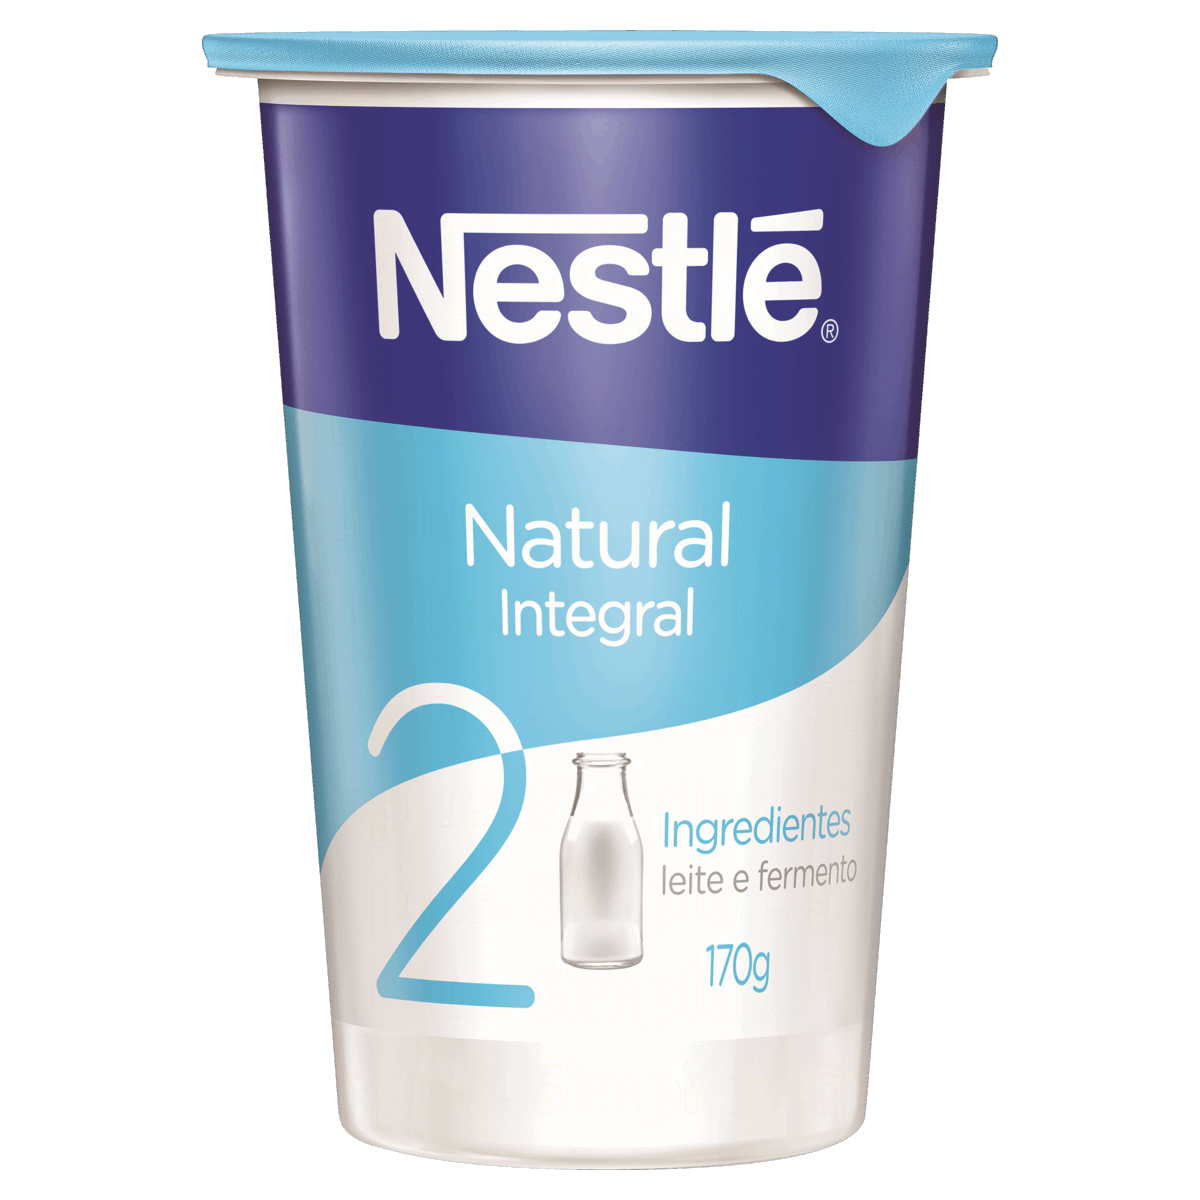 Nestlé®
Natural
Integral
2
Ingredientes
leite e fermento
170g